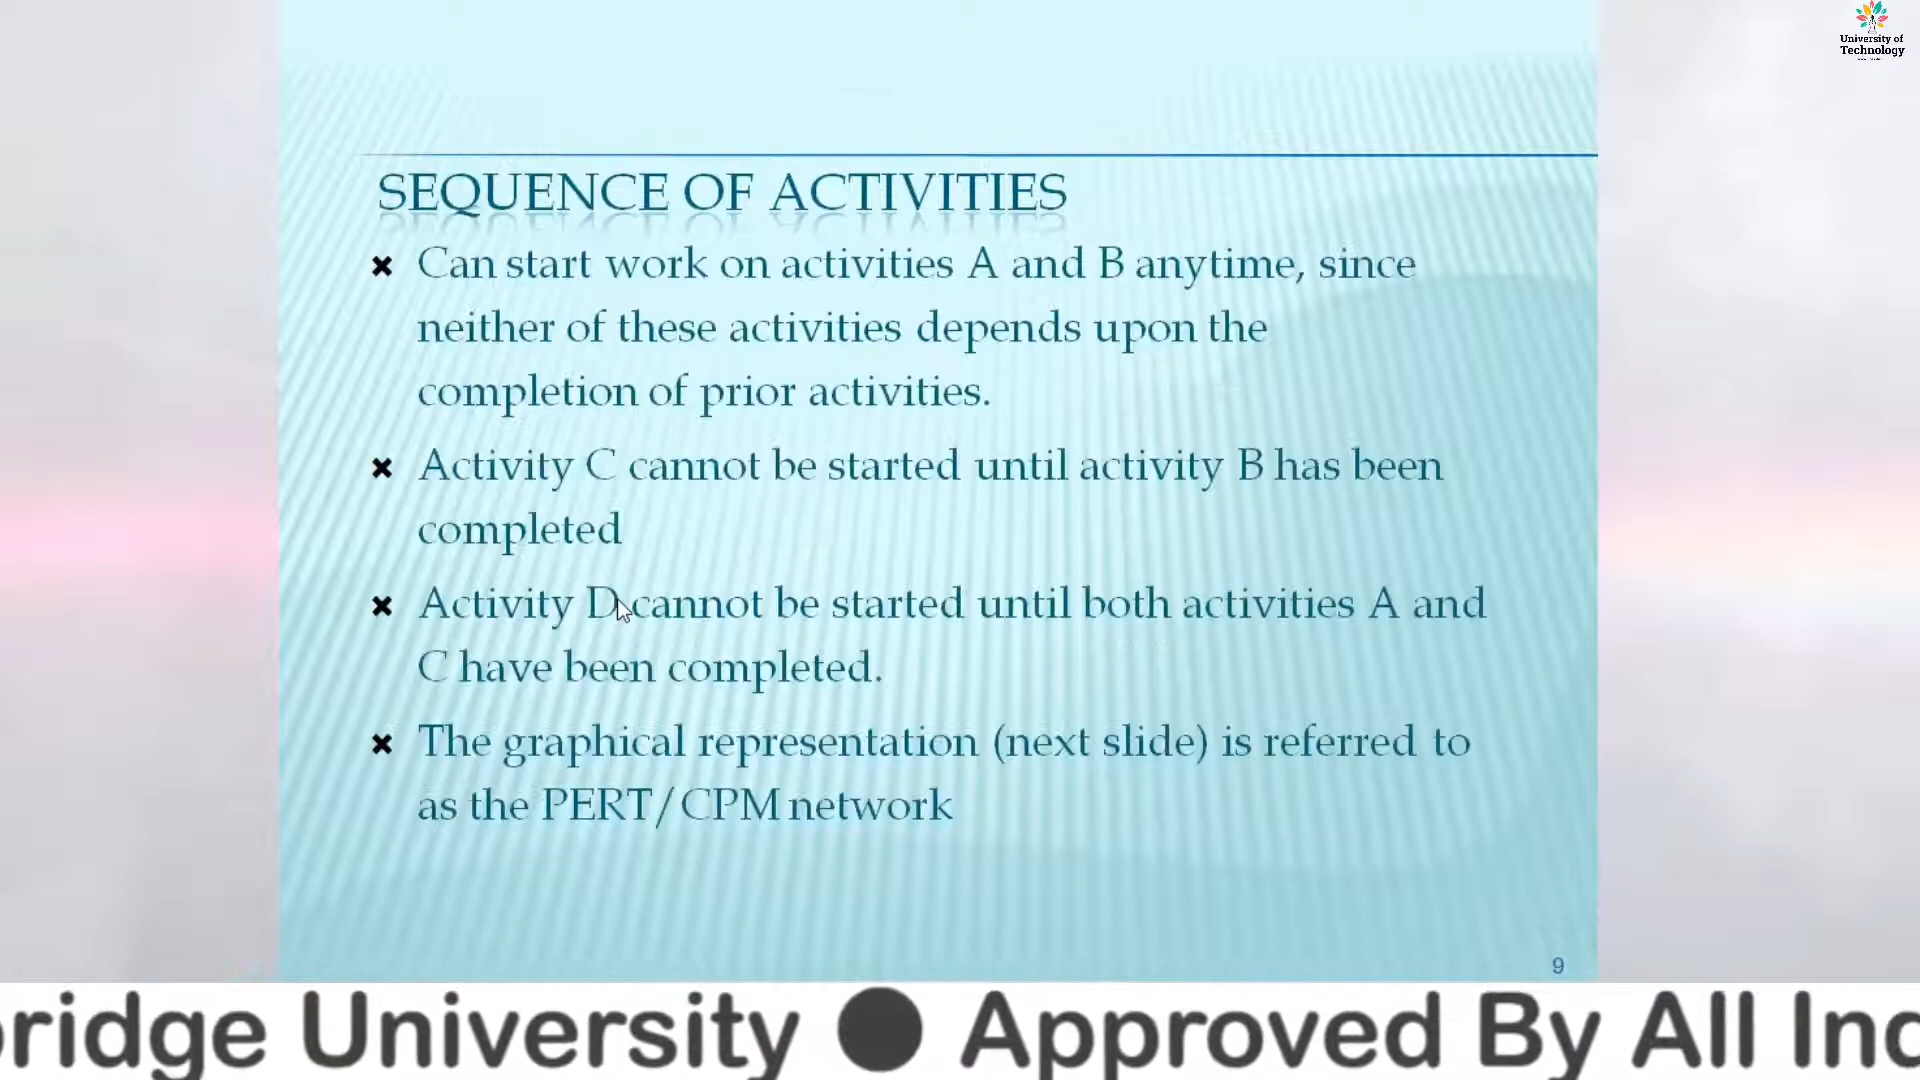 University of
Technology
SEQUENCE OF ACTIVITIES
Can start work on activities A and B anytime, since
neither of these activities depends upon the
completion of prior activities.
Activity C cannot be started until activity B has been
completed
Activity D cannot be started until both activities A and
C have been completed.
The graphical representation (next slide) is referred to
as the PERT/CPM network
9
bridge University ● Approved By All Ind